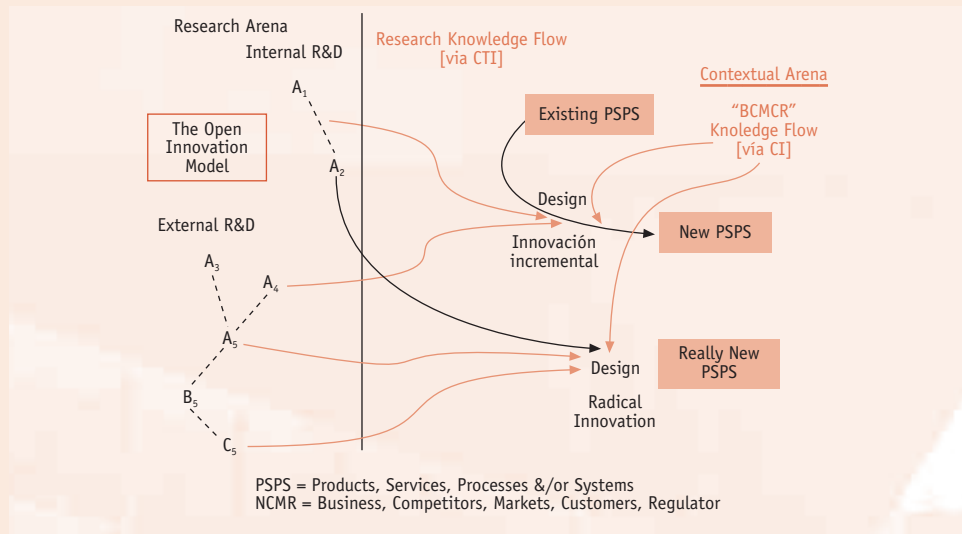 Research Arena
Internal R&D
A1
A2
The Open
Innovation
Model
External R&D
A3
A4
A5
B5
C5
Research Knowledge Flow
[via CTI]
Existing PSPS
Contextual Arena
“BCMCR”
Knoledge Flow
[vía CI]
Design
Innovación
incremental
New PSPS
Design
Radical
Innovation
Really New
PSPS
PSPS = Products, Services, Processes &/or Systems
NCMR = Business, Competitors, Markets, Customers, Regulator